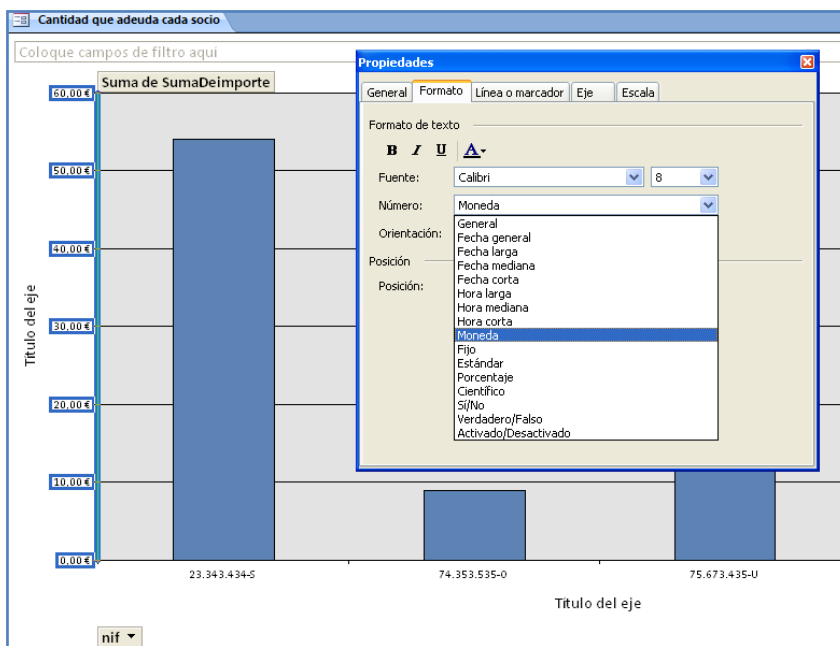 Cantidad que adeuda cada socio
Coloque campos de filtro aquí
Suma de SumaDeimporte
60,00 €
50,00 €
40,00 €
30,00 €
20,00 €
10,00 €
0,00 €
Título del eje
Propiedades
General Formato Línea o marcador Eje Escala
Formato de texto
B I U A
Fuente: Calibri 8
Número: Moneda
Orientación:
Posición
Posición:
General
Fecha general
Fecha larga
Fecha mediana
Fecha corta
Hora larga
Hora mediana
Hora corta
Moneda
Fijo
Estándar
Porcentaje
Científico
Sí/No
Verdadero/Falso
Activado/Desactivado
23.343.434-S 74.353.535-O 75.673.435-U
Título del eje
nif